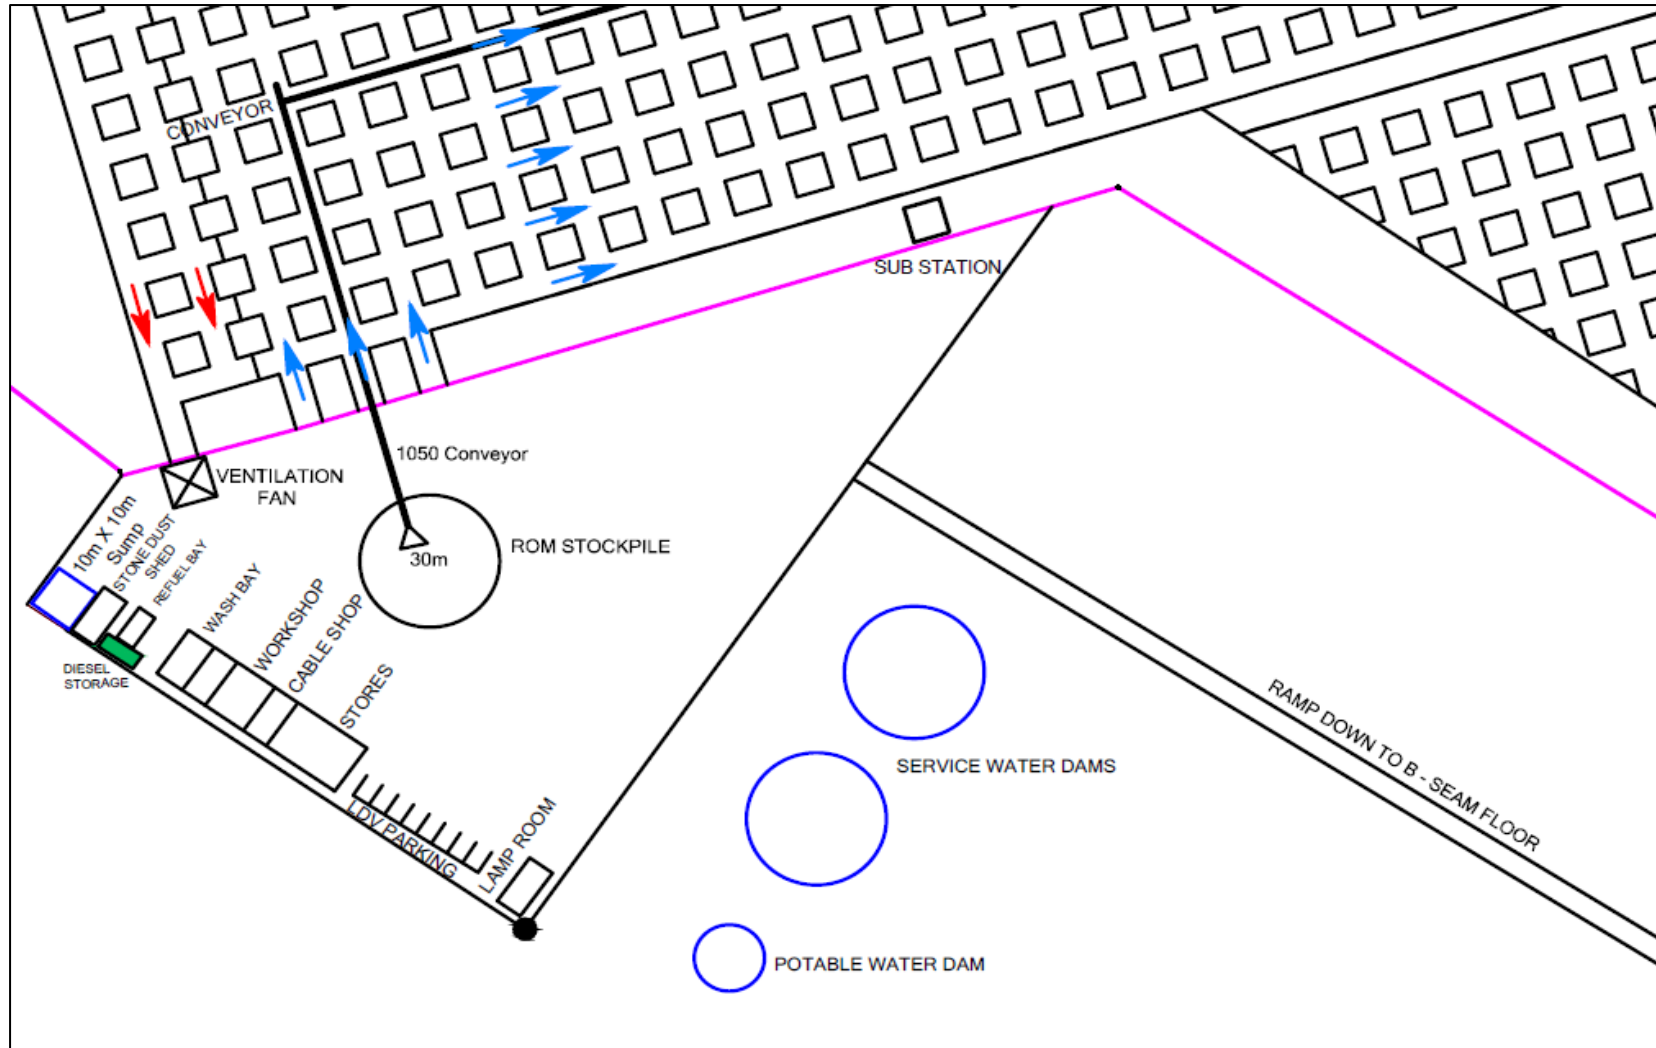 CONVEYOR
SUB STATION
1050 Conveyor
VENTILATION
FAN
10m X 10m
Sump
STONE DUST
SHED
REFUEL BAY
ROM STOCKPILE
30m
WASH BAY
WORKSHOP
CABLE SHOP
STORES
DIESEL
STORAGE
LDV PARKING
LAMP ROOM
SERVICE WATER DAMS
RAMP DOWN TO B - SEAM FLOOR
POTABLE WATER DAM